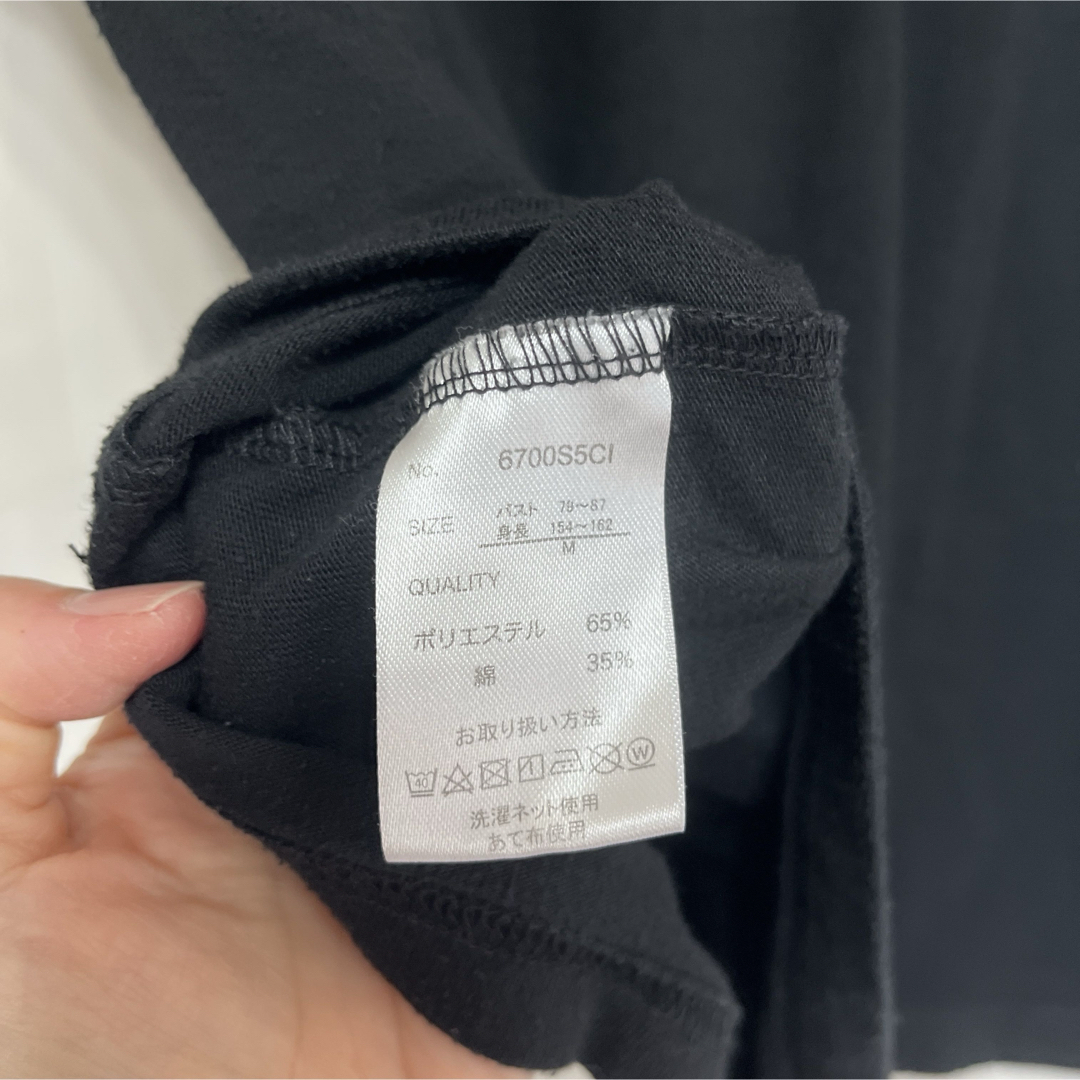 No. 6700S5CI
SIZE バスト 79〜87
身長 154〜162
M
QUALITY
ポリエステル 65%
綿 35%
お取り扱い方法
40 W
洗濯ネット使用
あて布使用